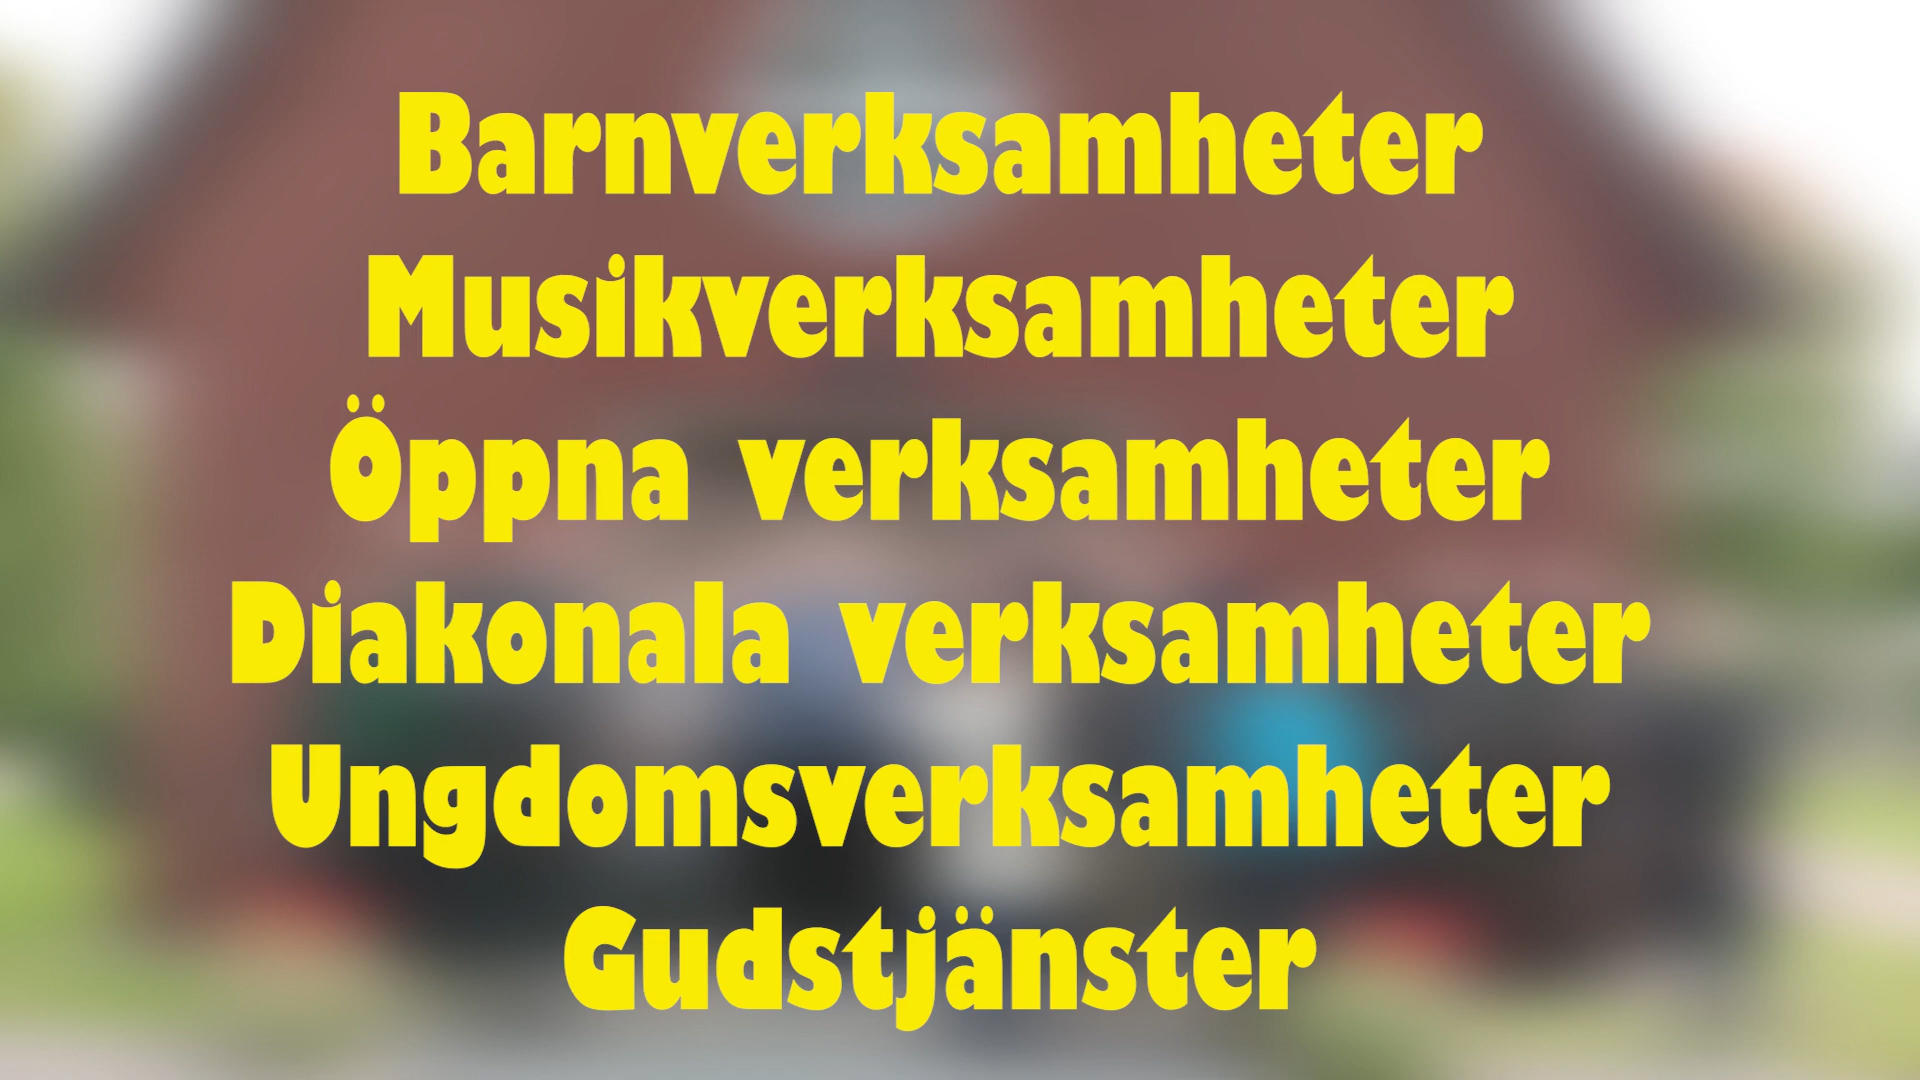 Barnverksamheter
Musikverksamheter
Öppna verksamheter
Diakonala verksamheter
Ungdomsverksamheter
Gudstjänster